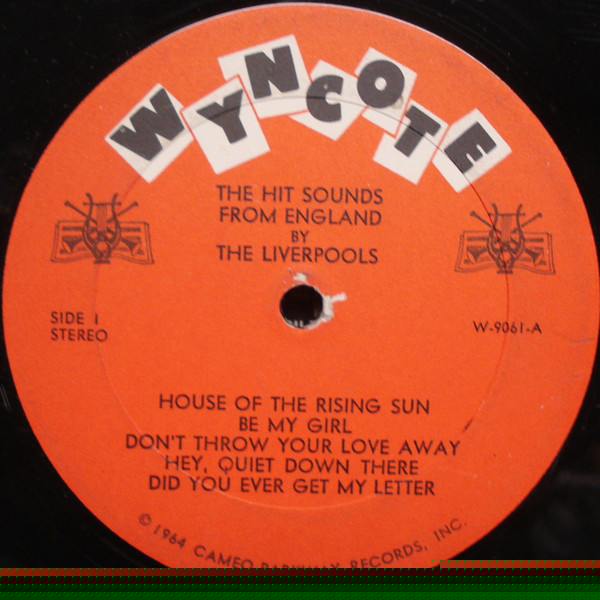 WYNCOTE
THE HIT SOUNDS
FROM ENGLAND
BY
THE LIVERPOOLS
SIDE 1
STEREO
W-9061-A
HOUSE OF THE RISING SUN
BE MY GIRL
DON'T THROW YOUR LOVE AWAY
HEY, QUIET DOWN THERE
DID YOU EVER GET MY LETTER
© 1964 CAMEO PARKWAY RECORDS, INC.